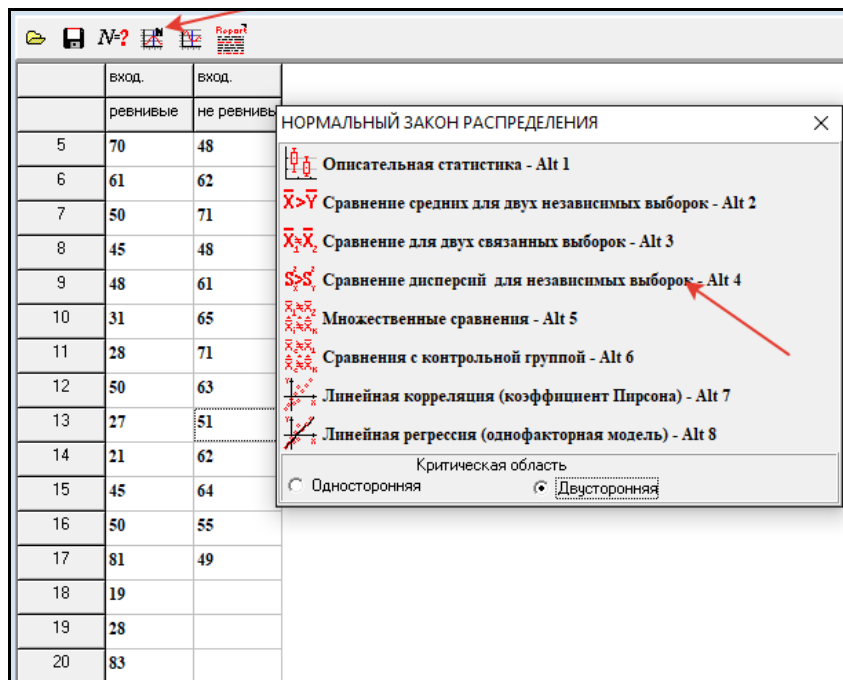 N=?
Report
вход. вход.
ревнивые не ревнивы
5 70 48
6 61 62
7 50 71
8 45 48
9 48 61
10 31 65
11 28 71
12 50 63
13 27 51
14 21 62
15 45 64
16 50 55
17 81 49
18 19
19 28
20 83
НОРМАЛЬНЫЙ ЗАКОН РАСПРЕДЕЛЕНИЯ
Описательная статистика - Alt 1
X>Y Сравнение средних для двух независимых выборок - Alt 2
Сравнение для двух связанных выборок - Alt 3
Сравнение дисперсий для независимых выборок - Alt 4
Множественные сравнения - Alt 5
Сравнения с контрольной группой - Alt 6
Линейная корреляция (коэффициент Пирсона) - Alt 7
Линейная регрессия (однофакторная модель) - Alt 8
Критическая область
Односторонняя Двусторонняя